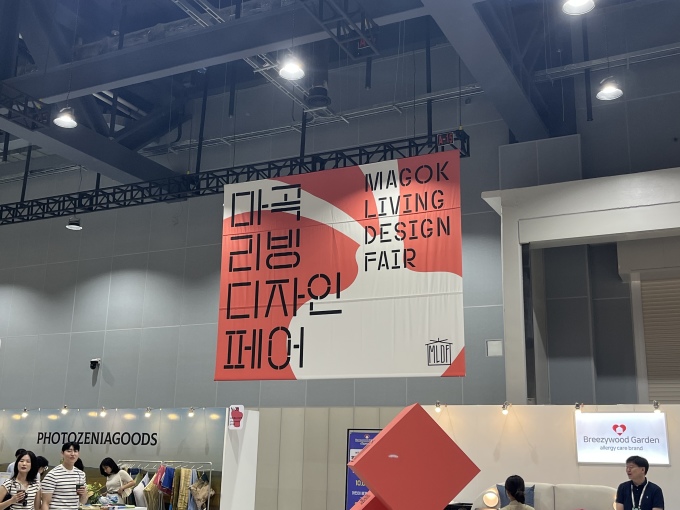 마곡
리빙
디자인
페어
MAGOK
LIVING
DESIGN
FAIR
MLDF
PHOTOZENIAGOODS
Breezywood Garden
allergy care brand